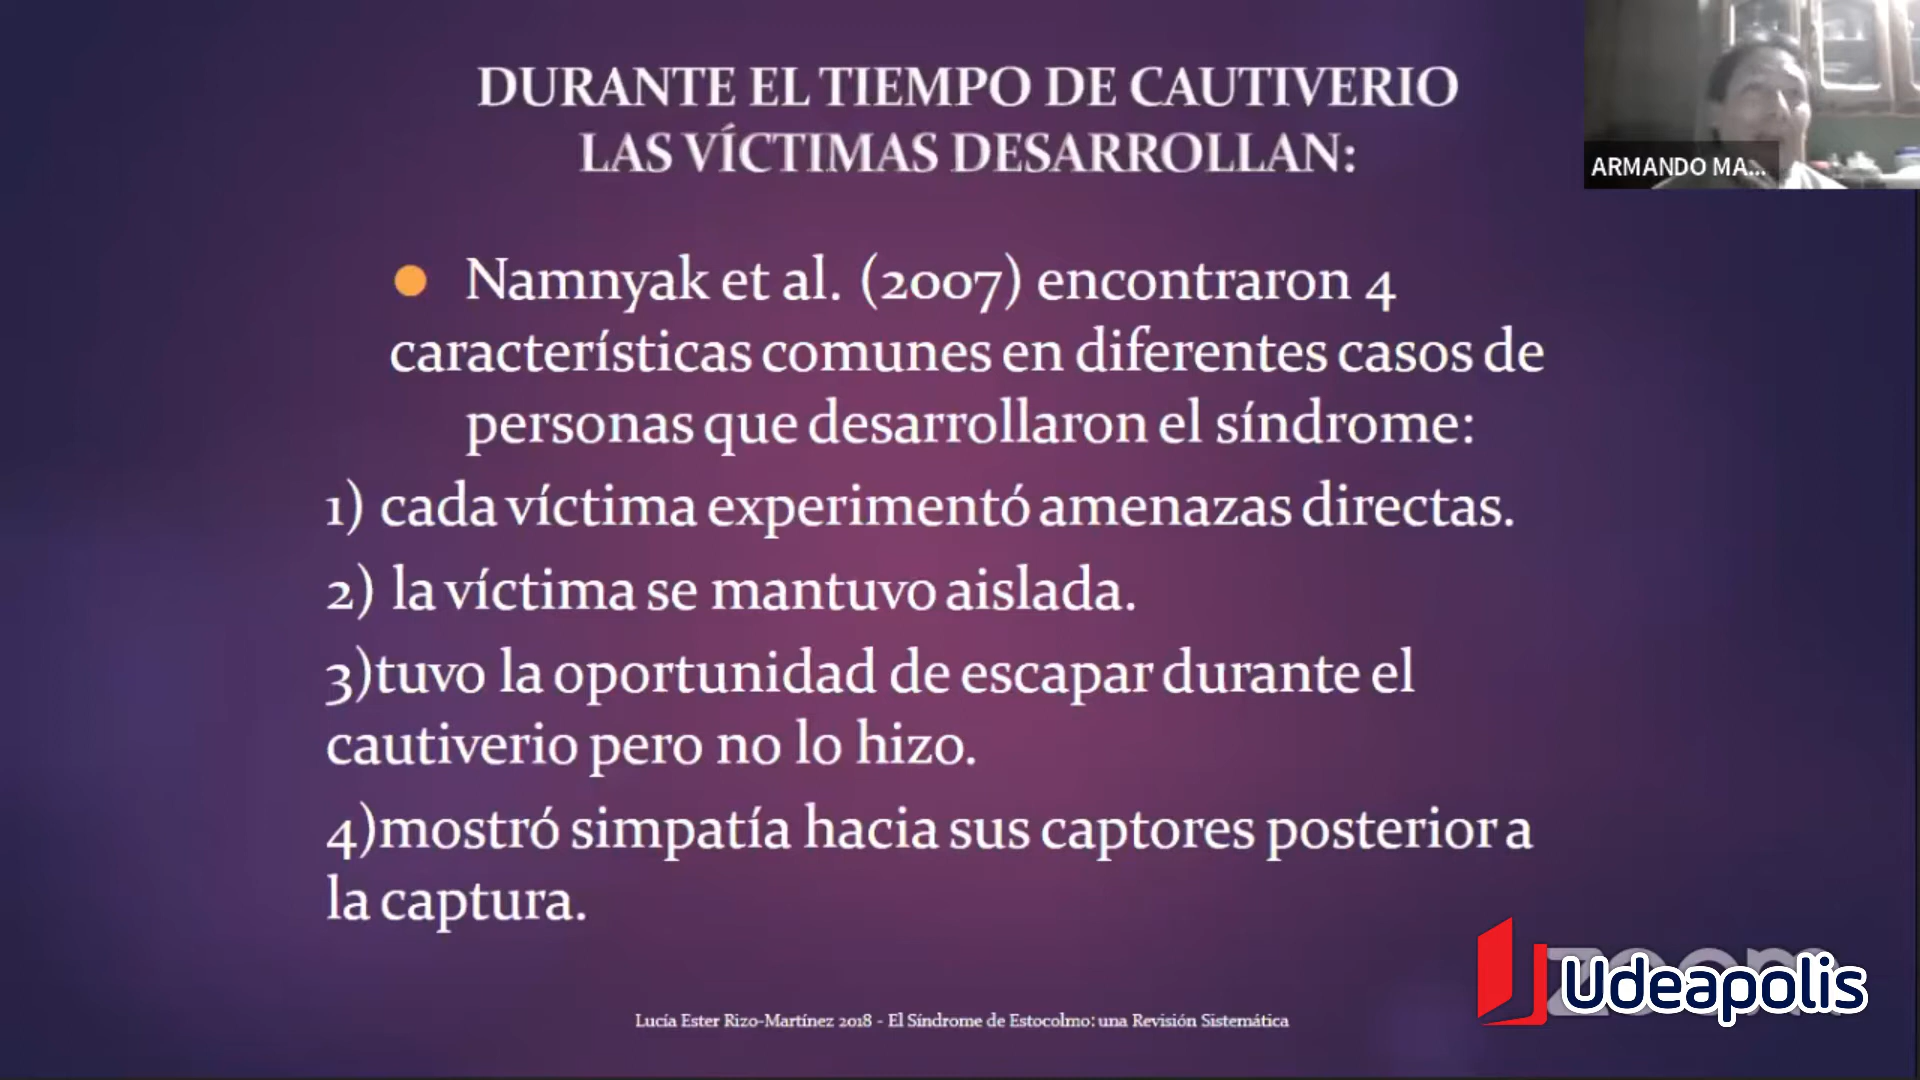 DURANTE EL TIEMPO DE CAUTIVERIO
LAS VÍCTIMAS DESARROLLAN:
ARMANDO MA...
● Namnyak et al. (2007) encontraron 4
características comunes en diferentes casos de
personas que desarrollaron el síndrome:
1) cada víctima experimentó amenazas directas.
2) la víctima se mantuvo aislada.
3)tuvo la oportunidad de escapar durante el
cautiverio pero no lo hizo.
4)mostró simpatía hacia sus captores posterior a
la captura.
zoom
Udeapolis
Lucía Ester Rizo-Martínez 2018 - El Síndrome de Estocolmo: una Revisión Sistemática